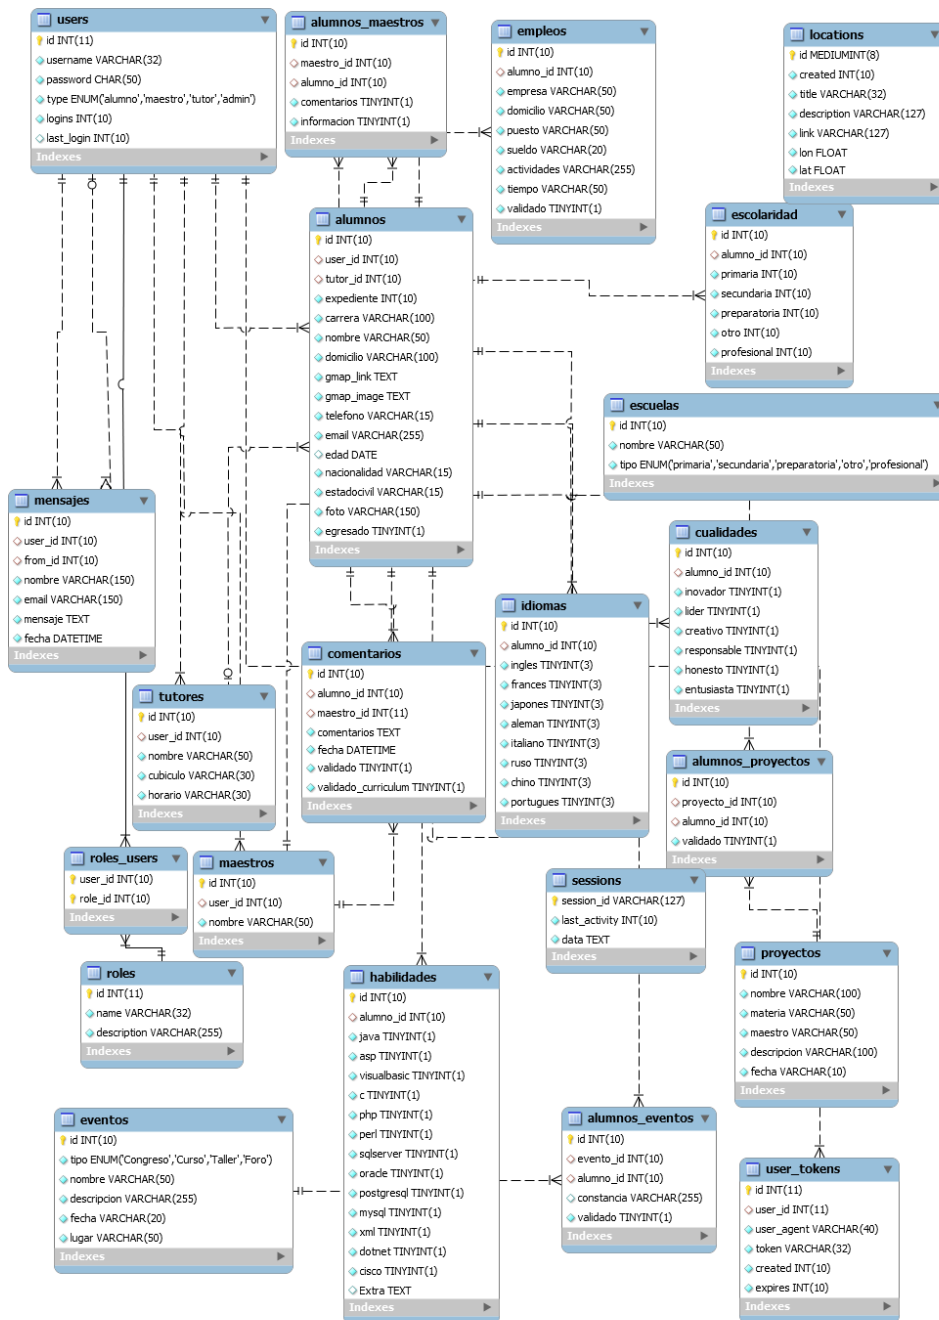 users
id INT(11)
username VARCHAR(32)
password CHAR(50)
type ENUM('alumno','maestro','tutor','admin')
logins INT(10)
last_login INT(10)
Indexes
alumnos_maestros
id INT(10)
maestro_id INT(10)
alumno_id INT(10)
comentarios TINYINT(1)
informacion TINYINT(1)
Indexes
empleos
id INT(10)
alumno_id INT(10)
empresa VARCHAR(50)
domicilio VARCHAR(50)
puesto VARCHAR(50)
sueldo VARCHAR(20)
actividades VARCHAR(255)
tiempo VARCHAR(50)
validado TINYINT(1)
Indexes
locations
id MEDIUMINT(8)
created INT(10)
title VARCHAR(32)
description VARCHAR(127)
link VARCHAR(127)
lon FLOAT
lat FLOAT
Indexes
alumnos
id INT(10)
user_id INT(10)
tutor_id INT(10)
expediente INT(10)
carrera VARCHAR(100)
nombre VARCHAR(50)
domicilio VARCHAR(100)
gmap_link TEXT
gmap_image TEXT
telefono VARCHAR(15)
email VARCHAR(255)
edad DATE
nacionalidad VARCHAR(15)
estadocivil VARCHAR(15)
foto VARCHAR(150)
egresado TINYINT(1)
Indexes
escolaridad
id INT(10)
alumno_id INT(10)
primaria INT(10)
secundaria INT(10)
preparatoria INT(10)
otro INT(10)
profesional INT(10)
Indexes
escuelas
id INT(10)
nombre VARCHAR(50)
tipo ENUM('primaria','secundaria','preparatoria','otro','profesional')
Indexes
mensajes
id INT(10)
user_id INT(10)
from_id INT(10)
nombre VARCHAR(150)
email VARCHAR(150)
mensaje TEXT
fecha DATETIME
Indexes
cualidades
id INT(10)
alumno_id INT(10)
inovador TINYINT(1)
lider TINYINT(1)
creativo TINYINT(1)
responsable TINYINT(1)
honesto TINYINT(1)
entusiasta TINYINT(1)
Indexes
idiomas
id INT(10)
alumno_id INT(10)
ingles TINYINT(3)
frances TINYINT(3)
japones TINYINT(3)
aleman TINYINT(3)
italiano TINYINT(3)
ruso TINYINT(3)
chino TINYINT(3)
portugues TINYINT(3)
Indexes
comentarios
id INT(10)
alumno_id INT(10)
maestro_id INT(11)
comentarios TEXT
fecha DATETIME
validado TINYINT(1)
validado_curriculum TINYINT(1)
Indexes
tutores
id INT(10)
user_id INT(10)
nombre VARCHAR(50)
cubiculo VARCHAR(30)
horario VARCHAR(30)
Indexes
alumnos_proyectos
id INT(10)
proyecto_id INT(10)
alumno_id INT(10)
validado TINYINT(1)
Indexes
roles_users
user_id INT(10)
role_id INT(10)
Indexes
maestros
id INT(10)
user_id INT(10)
nombre VARCHAR(50)
Indexes
sessions
session_id VARCHAR(127)
last_activity INT(10)
data TEXT
Indexes
proyectos
id INT(10)
nombre VARCHAR(100)
materia VARCHAR(50)
maestro VARCHAR(50)
descripcion VARCHAR(100)
fecha VARCHAR(10)
Indexes
roles
id INT(11)
name VARCHAR(32)
description VARCHAR(255)
Indexes
habilidades
id INT(10)
alumno_id INT(10)
java TINYINT(1)
asp TINYINT(1)
visualbasic TINYINT(1)
c TINYINT(1)
php TINYINT(1)
perl TINYINT(1)
sqlserver TINYINT(1)
oracle TINYINT(1)
postgresql TINYINT(1)
mysql TINYINT(1)
xml TINYINT(1)
dotnet TINYINT(1)
cisco TINYINT(1)
Extra TEXT
Indexes
eventos
id INT(10)
tipo ENUM('Congreso','Curso','Taller','Foro')
nombre VARCHAR(50)
descripcion VARCHAR(255)
fecha VARCHAR(20)
lugar VARCHAR(50)
Indexes
alumnos_eventos
id INT(10)
evento_id INT(10)
alumno_id INT(10)
constancia VARCHAR(255)
validado TINYINT(1)
Indexes
user_tokens
id INT(11)
user_id INT(11)
user_agent VARCHAR(40)
token VARCHAR(32)
created INT(10)
expires INT(10)
Indexes